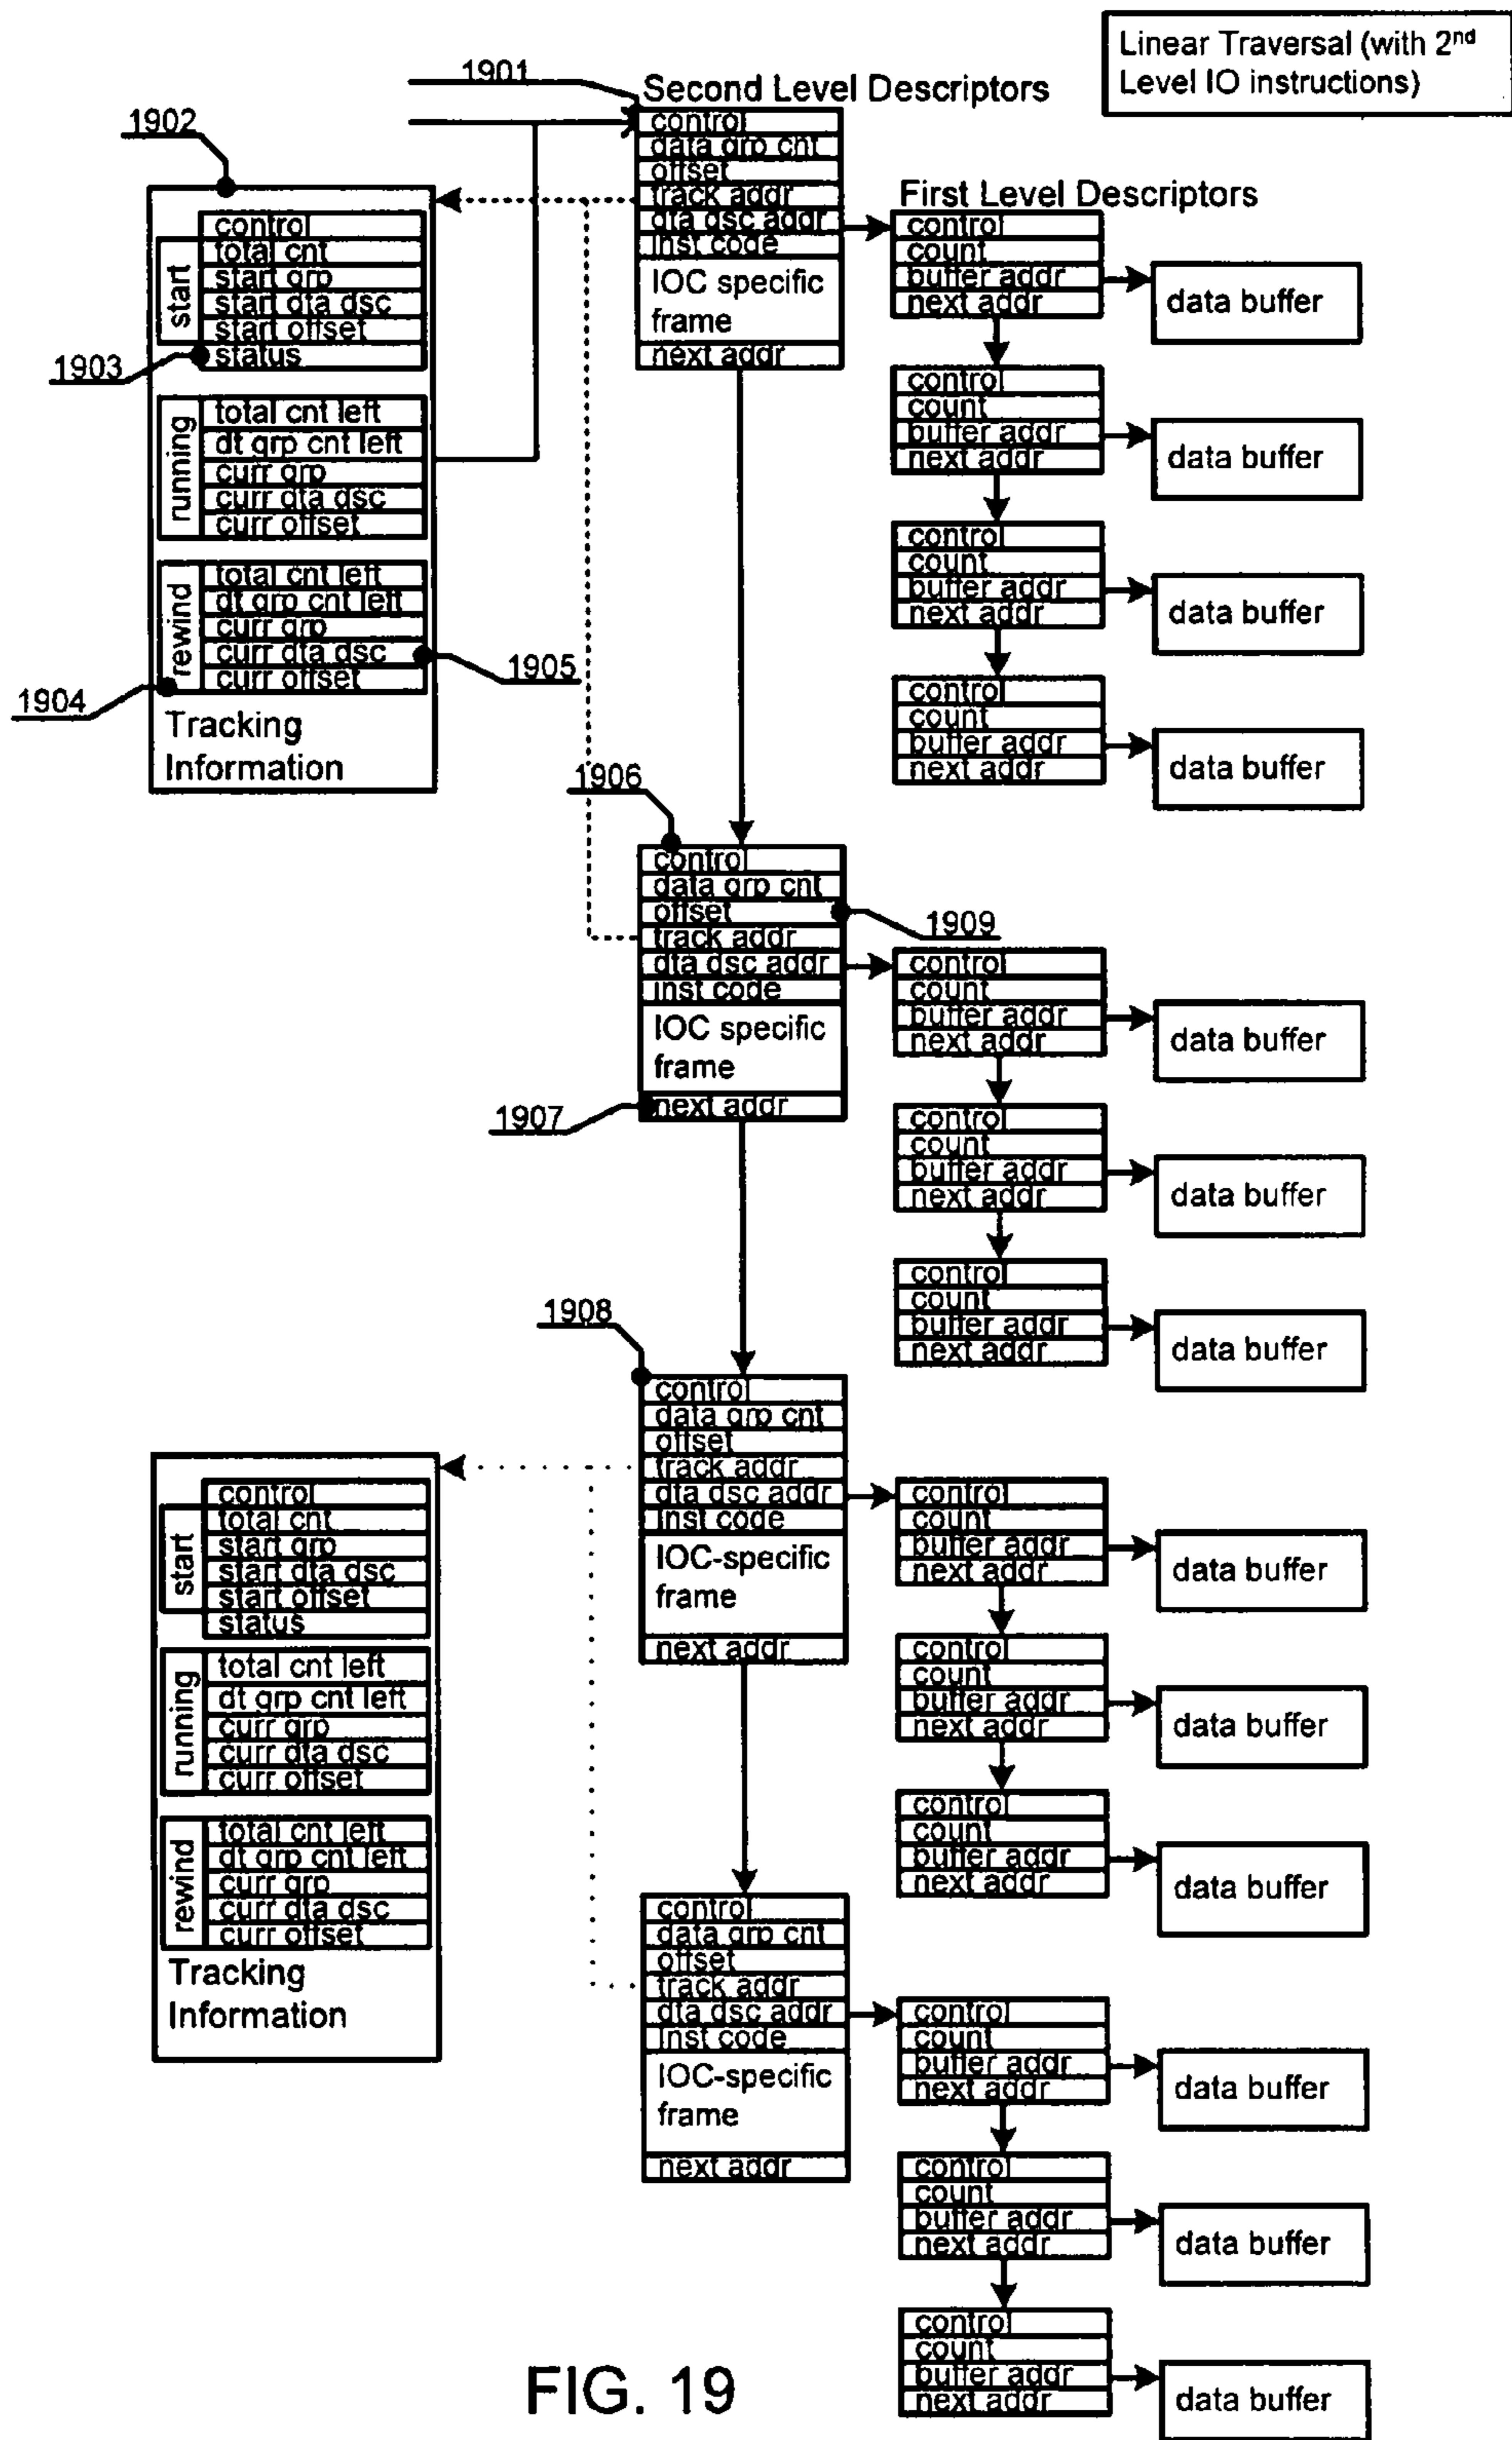 Linear Traversal (with 2nd
Level IO instructions)
1901
Second Level Descriptors
control
data grp cnt
offset
track addr
dta dsc addr
inst code
IOC specific
frame
next addr
1902
control
start
total cnt
start grp
start dta dsc
start offset
status
1903
running
total cnt left
dt grp cnt left
curr grp
curr dta dsc
curr offset
rewind
total cnt left
dt grp cnt left
curr grp
curr dta dsc
curr offset
1905
1904
Tracking
Information
First Level Descriptors
control
count
buffer addr
next addr
data buffer
control
count
buffer addr
next addr
data buffer
control
count
buffer addr
next addr
data buffer
control
count
buffer addr
next addr
data buffer
1906
control
data grp cnt
offset
1909
track addr
dta dsc addr
inst code
IOC specific
frame
next addr
1907
control
count
buffer addr
next addr
data buffer
control
count
buffer addr
next addr
data buffer
control
count
buffer addr
next addr
data buffer
1908
control
data grp cnt
offset
track addr
dta dsc addr
inst code
IOC-specific
frame
next addr
control
start
total cnt
start grp
start dta dsc
start offset
status
running
total cnt left
dt grp cnt left
curr grp
curr dta dsc
curr offset
rewind
total cnt left
dt grp cnt left
curr grp
curr dta dsc
curr offset
Tracking
Information
control
count
buffer addr
next addr
data buffer
control
count
buffer addr
next addr
data buffer
control
count
buffer addr
next addr
data buffer
control
data grp cnt
offset
track addr
dta dsc addr
inst code
IOC-specific
frame
next addr
control
count
buffer addr
next addr
data buffer
control
count
buffer addr
next addr
data buffer
control
count
buffer addr
next addr
data buffer
FIG. 19